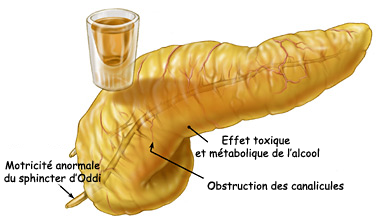 Effet toxique
et métabolique de l'alcool
Motricité anormale
du sphincter d'Oddi
Obstruction des canalicules